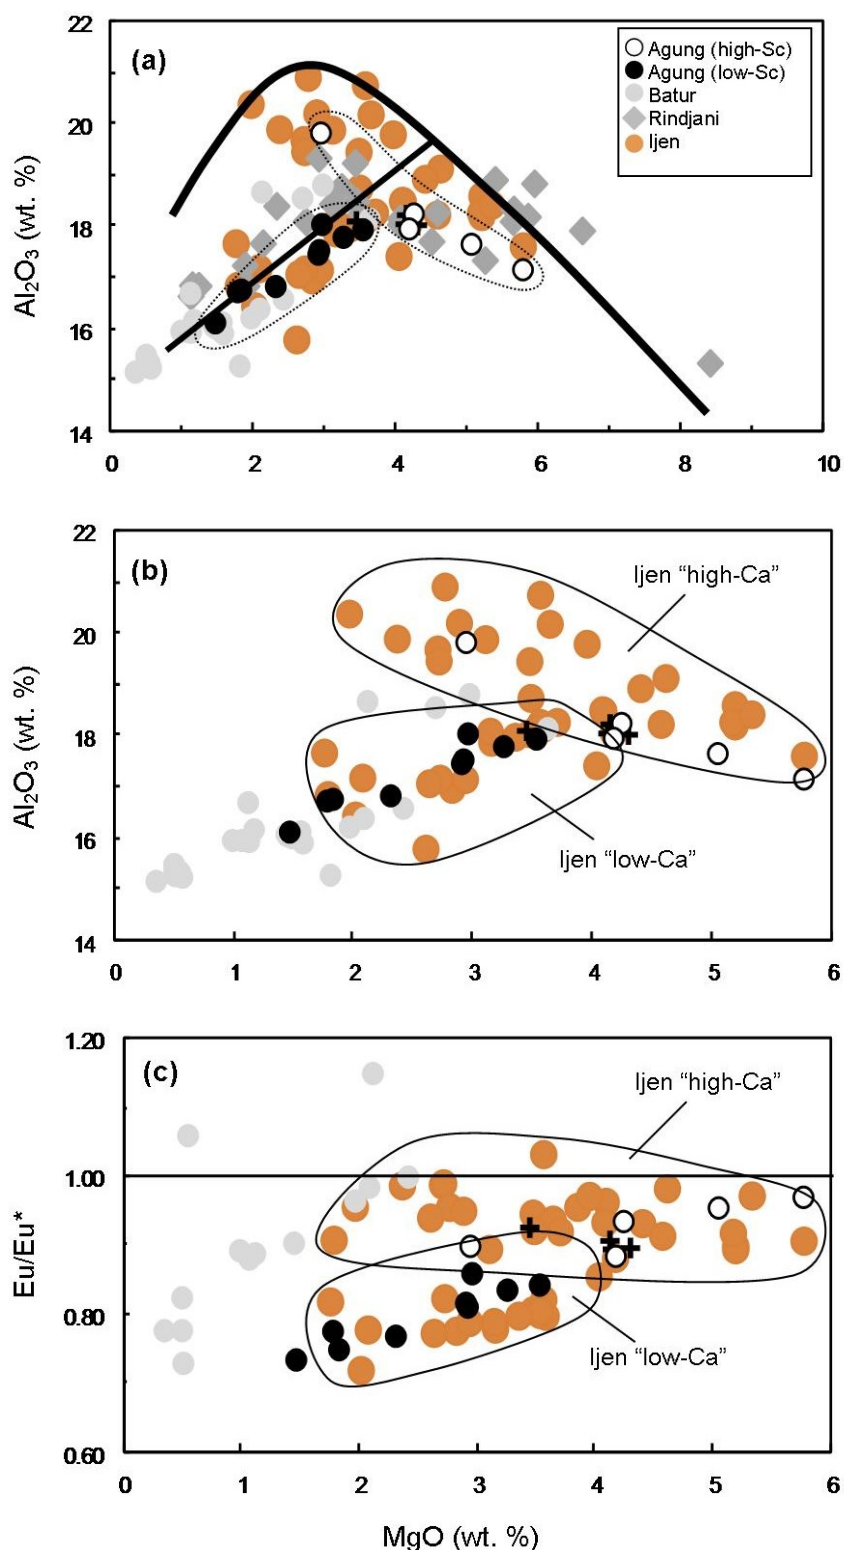 22
20
18
16
14
Al2O3 (wt. %)
(a)
Agung (high-Sc)
Agung (low-Sc)
Batur
Rindjani
Ijen
0 2 4 6 8 10
22
20
18
16
14
Al2O3 (wt. %)
(b)
Ijen “high-Ca”
Ijen “low-Ca”
0 1 2 3 4 5 6
1.20
1.00
0.80
0.60
Eu/Eu*
(c)
Ijen “high-Ca”
Ijen “low-Ca”
0 1 2 3 4 5 6
MgO (wt. %)